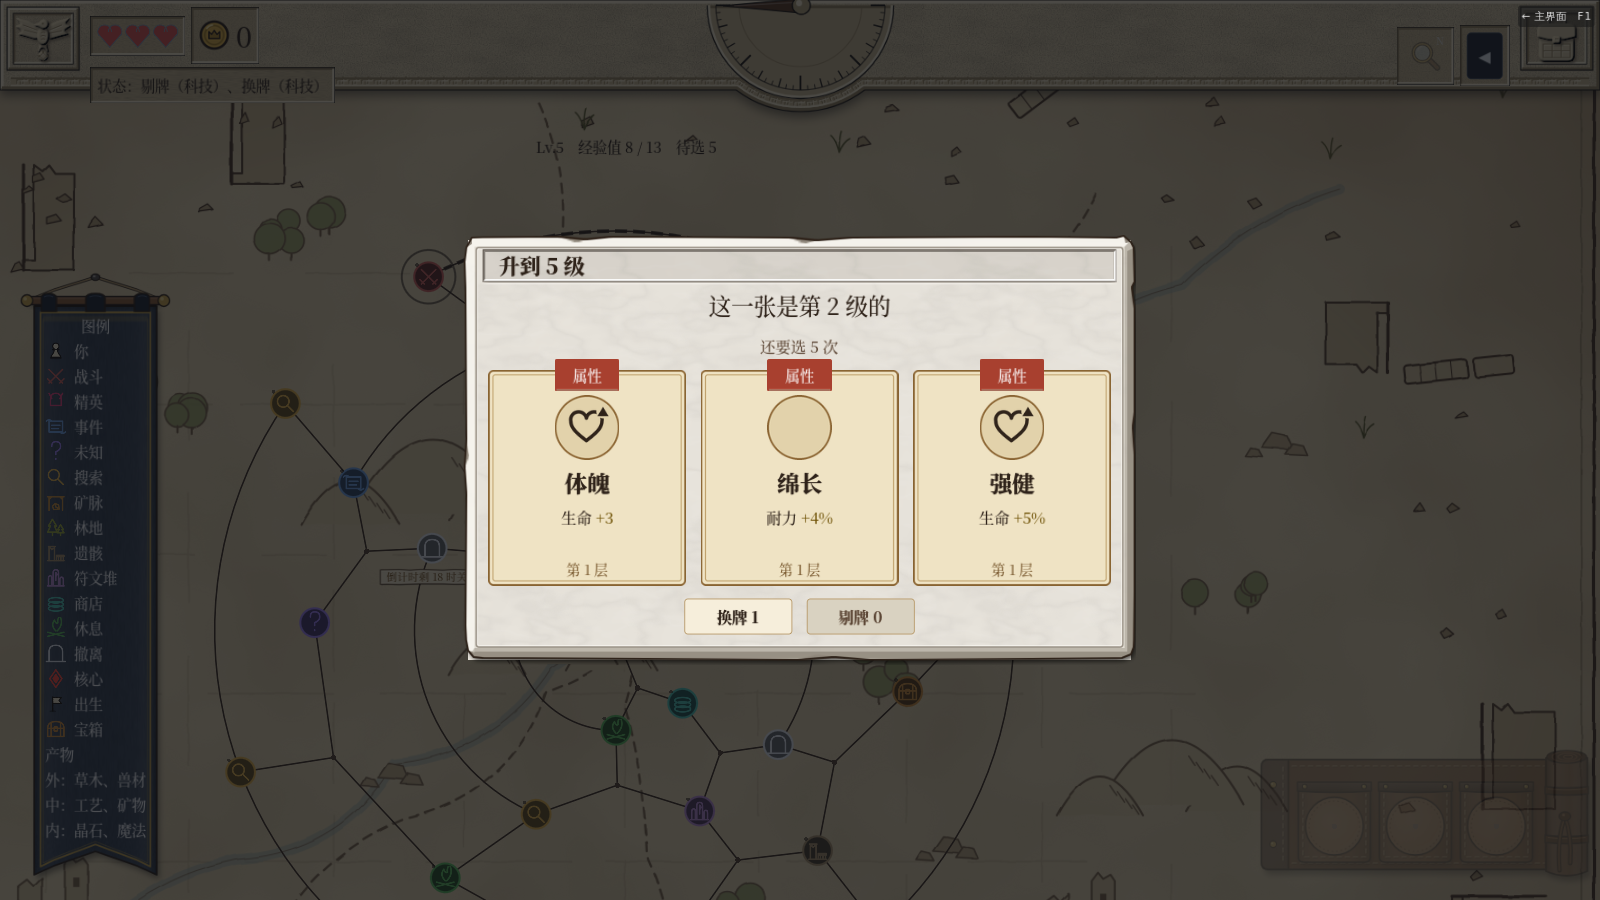 0
← 主界面 F1
状态：剔牌（科技）、换牌（科技）
Lv.5 经验值 8 / 13 待选 5
升到 5 级
这一张是第 2 级的
还要选 5 次
属性
体魄
生命 +3
第 1 层
属性
绵长
耐力 +4%
第 1 层
属性
强健
生命 +5%
第 1 层
换牌 1
剔牌 0
图例
你
战斗
精英
事件
未知
搜索
矿脉
林地
遗骸
符文堆
商店
休息
撤离
核心
出生
宝箱
产物
外：草木、兽材
中：工艺、矿物
内：晶石、魔法
倒计时剩 18 时